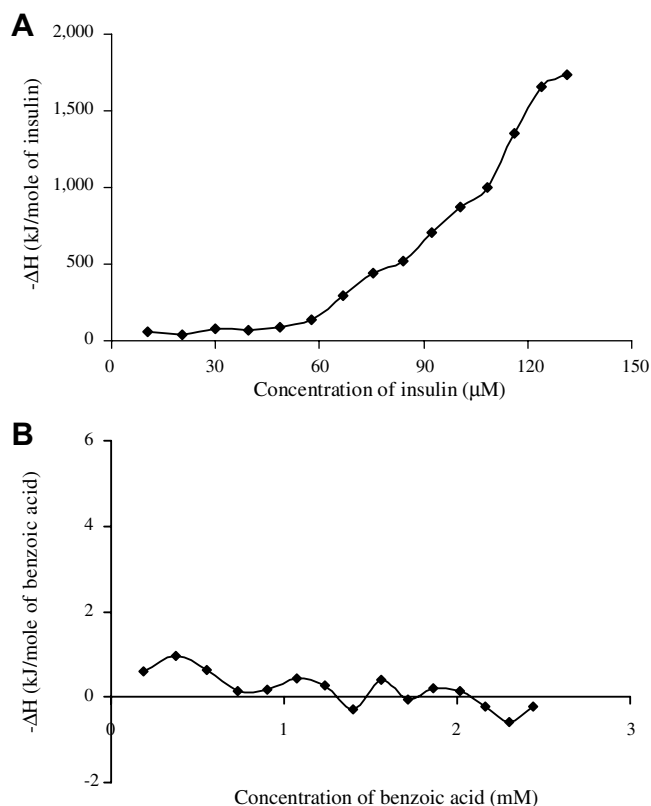 A
2,000
1,500
1,000
500
0
-ΔH (kJ/mole of insulin)
0 30 60 90 120 150
Concentration of insulin (μM)
B
6
4
2
0
-2
-ΔH (kJ/mole of benzoic acid)
0 1 2 3
Concentration of benzoic acid (mM)